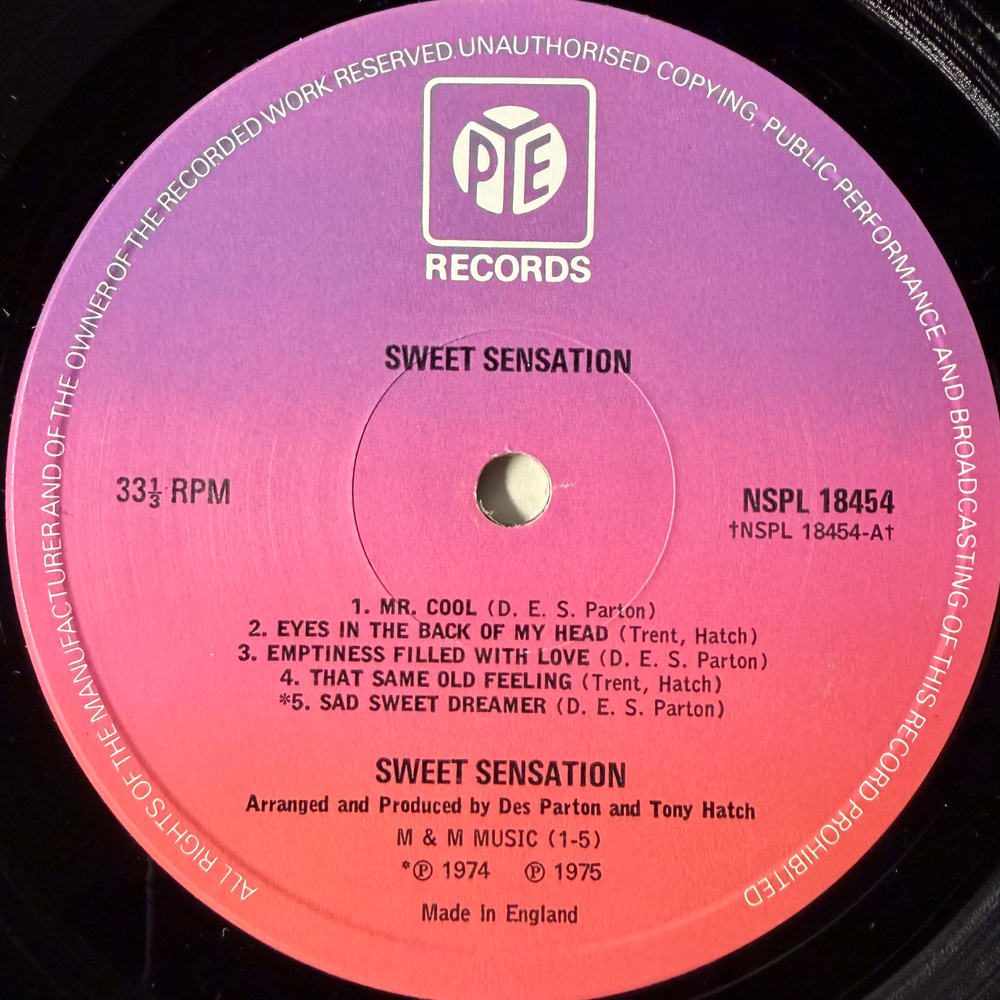 ALL RIGHTS OF THE MANUFACTURER AND OF THE OWNER OF THE RECORDED WORK RESERVED. UNAUTHORISED COPYING, PUBLIC PERFORMANCE AND BROADCASTING OF THIS RECORD PROHIBITED
PYE
RECORDS
SWEET SENSATION
33⅓ RPM
NSPL 18454
†NSPL 18454-A†
1. MR. COOL (D. E. S. Parton)
2. EYES IN THE BACK OF MY HEAD (Trent, Hatch)
3. EMPTINESS FILLED WITH LOVE (D. E. S. Parton)
4. THAT SAME OLD FEELING (Trent, Hatch)
*5. SAD SWEET DREAMER (D. E. S. Parton)
SWEET SENSATION
Arranged and Produced by Des Parton and Tony Hatch
M & M MUSIC (1-5)
*Ⓟ 1974 Ⓟ 1975
Made in England